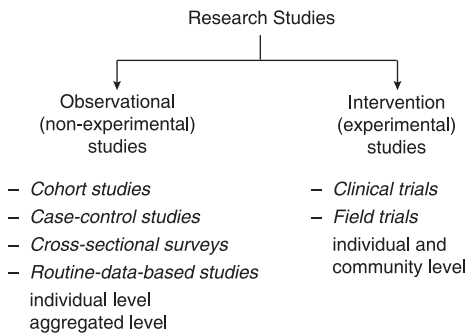 Research Studies
Observational
(non-experimental)
studies
– Cohort studies
– Case-control studies
– Cross-sectional surveys
– Routine-data-based studies
individual level
aggregated level
Intervention
(experimental)
studies
– Clinical trials
– Field trials
individual and
community level